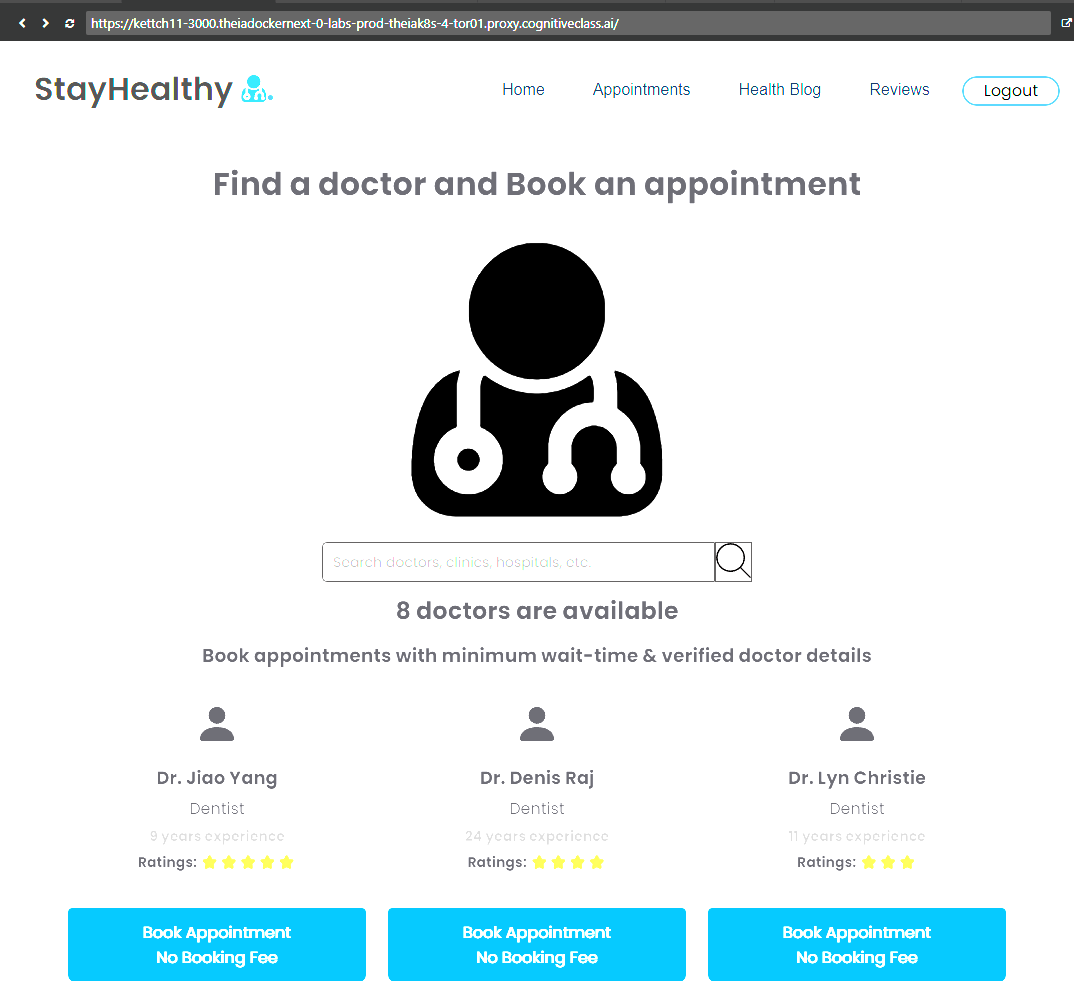 https://kettch11-3000.theiadockernext-0-labs-prod-theiak8s-4-tor01.proxy.cognitiveclass.ai/
StayHealthy
Home Appointments Health Blog Reviews Logout
Find a doctor and Book an appointment
Search doctors, clinics, hospitals, etc.
8 doctors are available
Book appointments with minimum wait-time & verified doctor details
Dr. Jiao Yang
Dentist
9 years experience
Ratings:
Book Appointment
No Booking Fee
Dr. Denis Raj
Dentist
24 years experience
Ratings:
Book Appointment
No Booking Fee
Dr. Lyn Christie
Dentist
11 years experience
Ratings:
Book Appointment
No Booking Fee